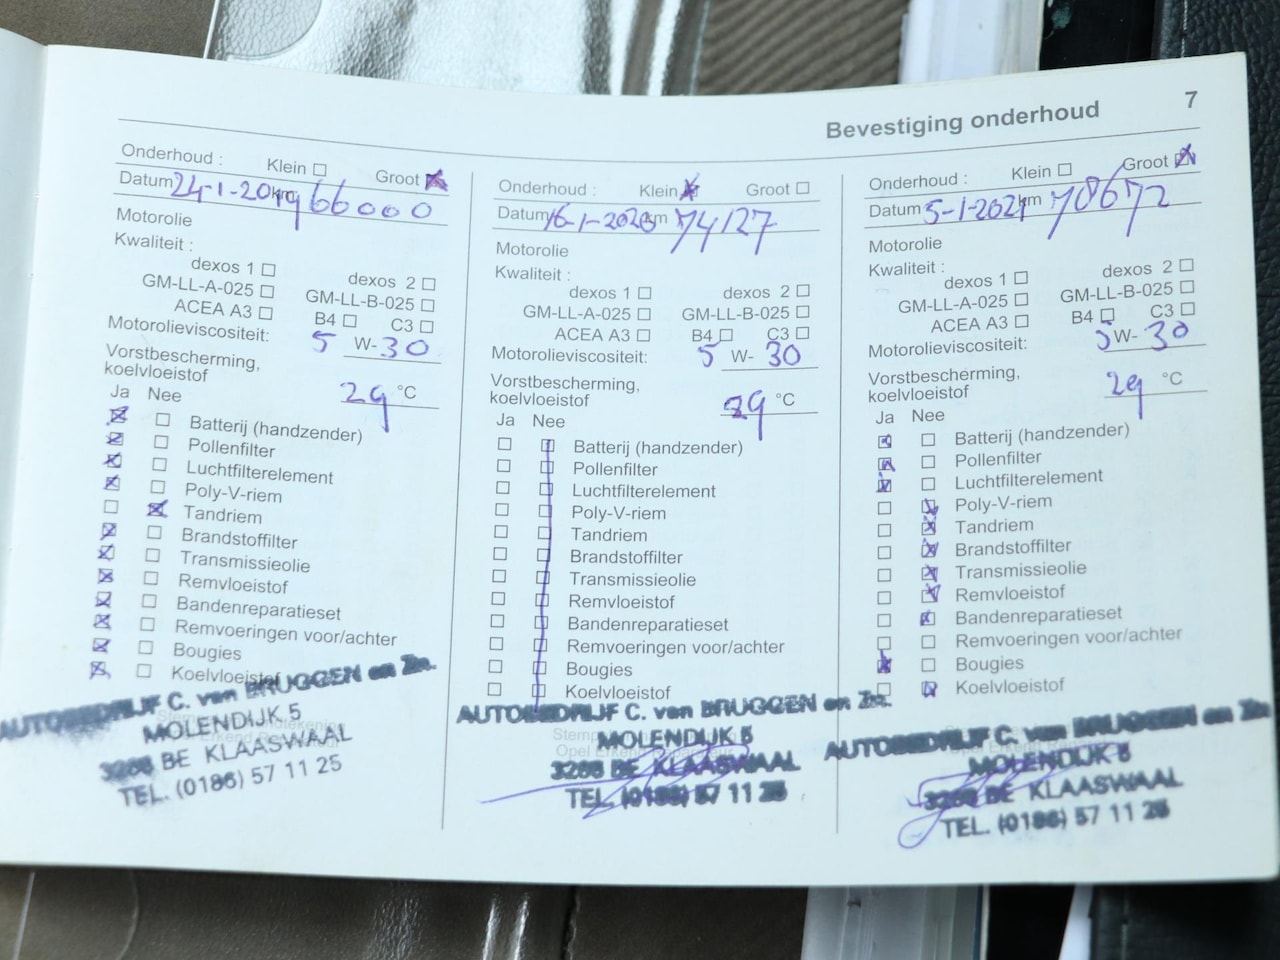 Bevestiging onderhoud 7
Onderhoud : Klein Groot
Datum 24-1-2019 km 66000
Motorolie
Kwaliteit :
dexos 1 dexos 2
GM-LL-A-025 GM-LL-B-025
ACEA A3 B4 C3
Motorolieviscositeit: 5 W- 30
Vorstbescherming,
koelvloeistof 29 °C
Ja Nee
Batterij (handzender)
Pollenfilter
Luchtfilterelement
Poly-V-riem
Tandriem
Brandstoffilter
Transmissieolie
Remvloeistof
Bandenreparatieset
Remvoeringen voor/achter
Bougies
Koelvloeistof
AUTOBEDRIJF C. van BRUGGEN en Zn.
MOLENDIJK 5
3286 BE KLAASWAAL
TEL. (0186) 57 11 25
Onderhoud : Klein Groot
Datum 16-1-2020 km 74127
Motorolie
Kwaliteit :
dexos 1 dexos 2
GM-LL-A-025 GM-LL-B-025
ACEA A3 B4 C3
Motorolieviscositeit: 5 W- 30
Vorstbescherming,
koelvloeistof 29 °C
Ja Nee
Batterij (handzender)
Pollenfilter
Luchtfilterelement
Poly-V-riem
Tandriem
Brandstoffilter
Transmissieolie
Remvloeistof
Bandenreparatieset
Remvoeringen voor/achter
Bougies
Koelvloeistof
AUTOBEDRIJF C. van BRUGGEN en Zn.
MOLENDIJK 5
3286 BE KLAASWAAL
TEL. (0186) 57 11 25
Onderhoud : Klein Groot
Datum 5-1-2021 km 78672
Motorolie
Kwaliteit :
dexos 1 dexos 2
GM-LL-A-025 GM-LL-B-025
ACEA A3 B4 C3
Motorolieviscositeit: 5 W- 30
Vorstbescherming,
koelvloeistof 29 °C
Ja Nee
Batterij (handzender)
Pollenfilter
Luchtfilterelement
Poly-V-riem
Tandriem
Brandstoffilter
Transmissieolie
Remvloeistof
Bandenreparatieset
Remvoeringen voor/achter
Bougies
Koelvloeistof
AUTOBEDRIJF C. van BRUGGEN en Zn.
MOLENDIJK 5
3286 BE KLAASWAAL
TEL. (0186) 57 11 25